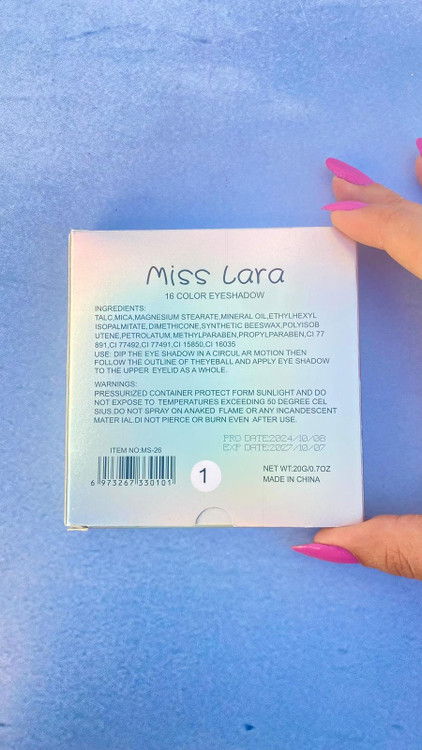 Miss Lara
16 COLOR EYESHADOW
INGREDIENTS:
TALC,MICA,MAGNESIUM STEARATE,MINERAL OIL,ETHYLHEXYL
ISOPALMITATE,DIMETHICONE,SYNTHETIC BEESWAX,POLYISOB
UTENE,PETROLATUM,METHYLPARABEN,PROPYLPARABEN,CI 77
891,CI 77492,CI 77491,CI 15850,CI 16035
USE: DIP THE EYE SHADOW IN A CIRCULAR MOTION THEN
FOLLOW THE OUTLINE OF THEYEBALL AND APPLY EYE SHADOW
TO THE UPPER EYELID AS A WHOLE.
WARNINGS:
PRESSURIZED CONTAINER PROTECT FORM SUNLIGHT AND DO
NOT EXPOSE TO TEMPERATURES EXCEEDING 50 DEGREE CEL
SIUS.DO NOT SPRAY ON ANAKED FLAME OR ANY INCANDESCENT
MATER IAL.DI NOT PIERCE OR BURN EVEN AFTER USE.
PRO DATE:2024/10/08
EXP DATE:2027/10/07
ITEM NO:MS-26
6 973267 330101
1
NET WT:20G/0.7OZ
MADE IN CHINA